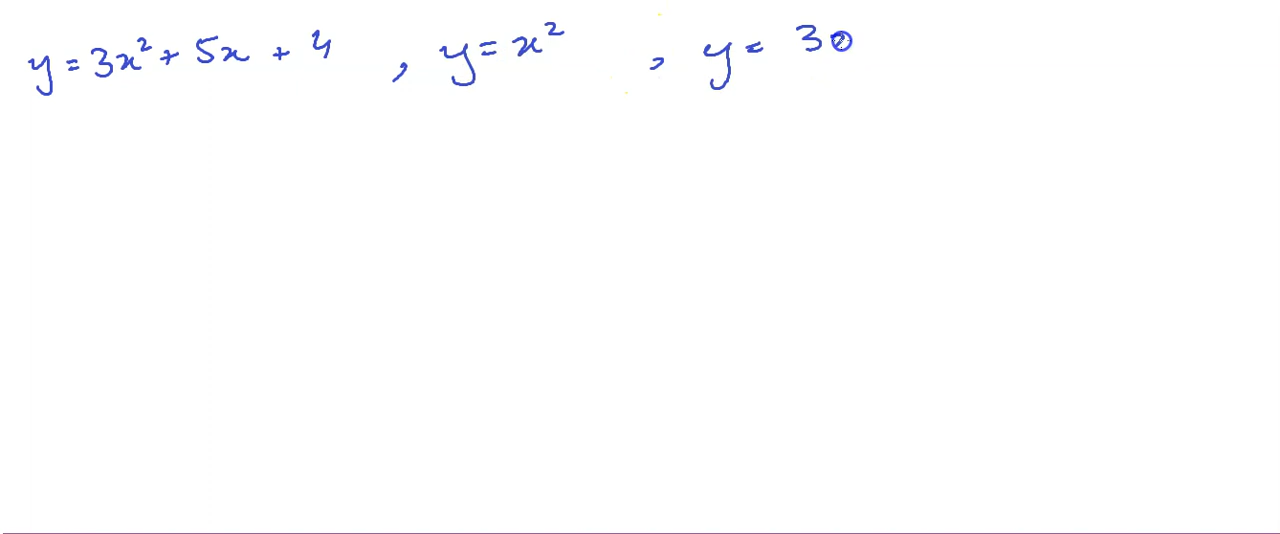 y = 3x² + 5x + 4 , y = x² , y = 30